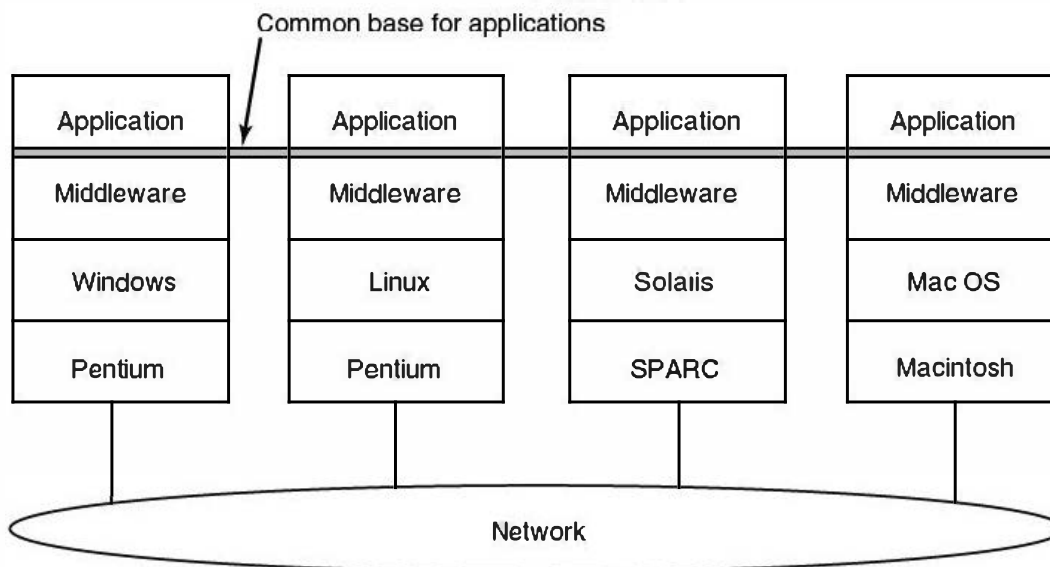 Common base for applications
Application Application Application Application
Middleware Middleware Middleware Middleware
Windows Linux Solaris Mac OS
Pentium Pentium SPARC Macintosh
Network